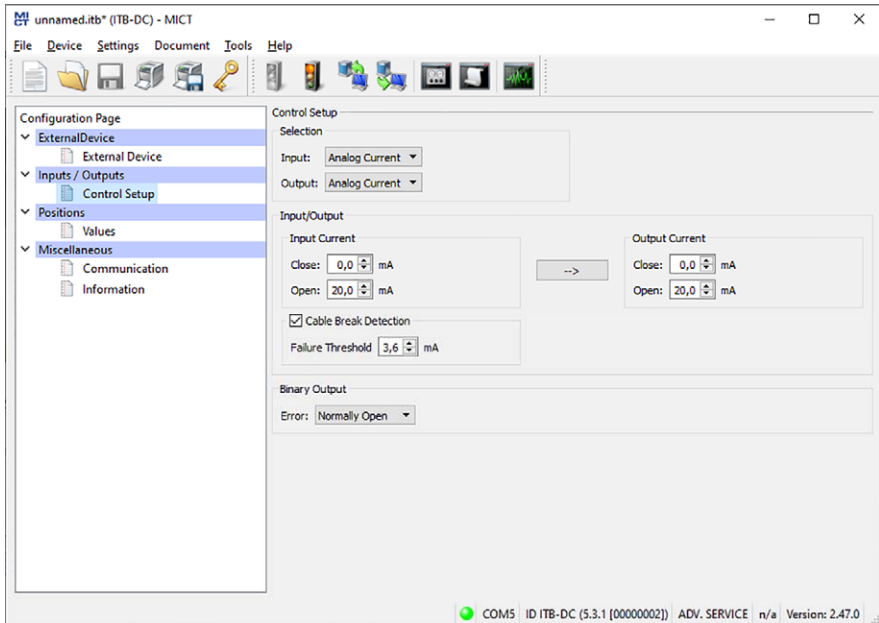 unnamed.itb* (ITB-DC) - MICT
File Device Settings Document Tools Help
Configuration Page
ExternalDevice
External Device
Inputs / Outputs
Control Setup
Positions
Values
Miscellaneous
Communication
Information
Control Setup
Selection
Input: Analog Current
Output: Analog Current
Input/Output
Input Current
Close: 0,0 mA
Open: 20,0 mA
-->
Output Current
Close: 0,0 mA
Open: 20,0 mA
Cable Break Detection
Failure Threshold 3,6 mA
Binary Output
Error: Normally Open
COM5 ID ITB-DC (5.3.1 [00000002]) ADV. SERVICE n/a Version: 2.47.0